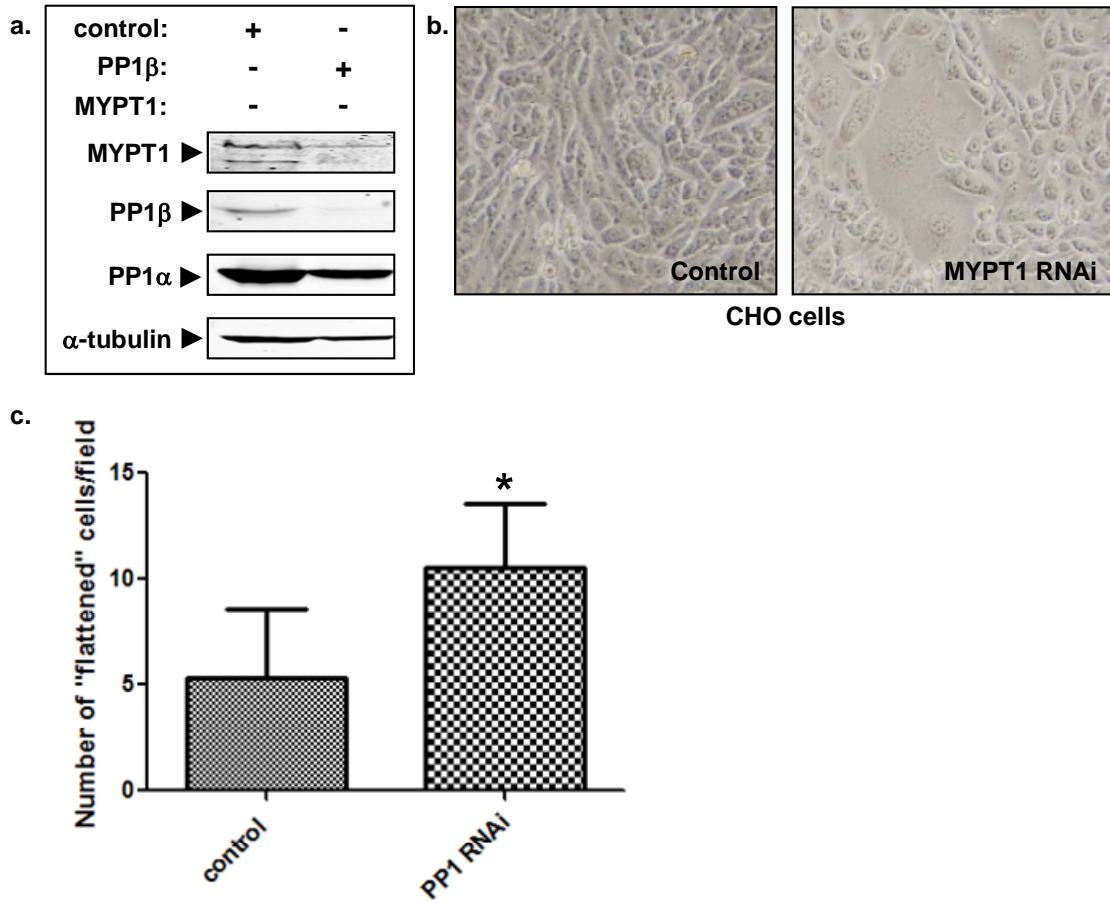 a.
control: + -
PP1β: - +
MYPT1: - -
MYPT1
PP1β
PP1α
α-tubulin
b.
Control
MYPT1 RNAi
CHO cells
c.
Number of "flattened" cells/field
15
10
5
0
*
control
PP1 RNAi